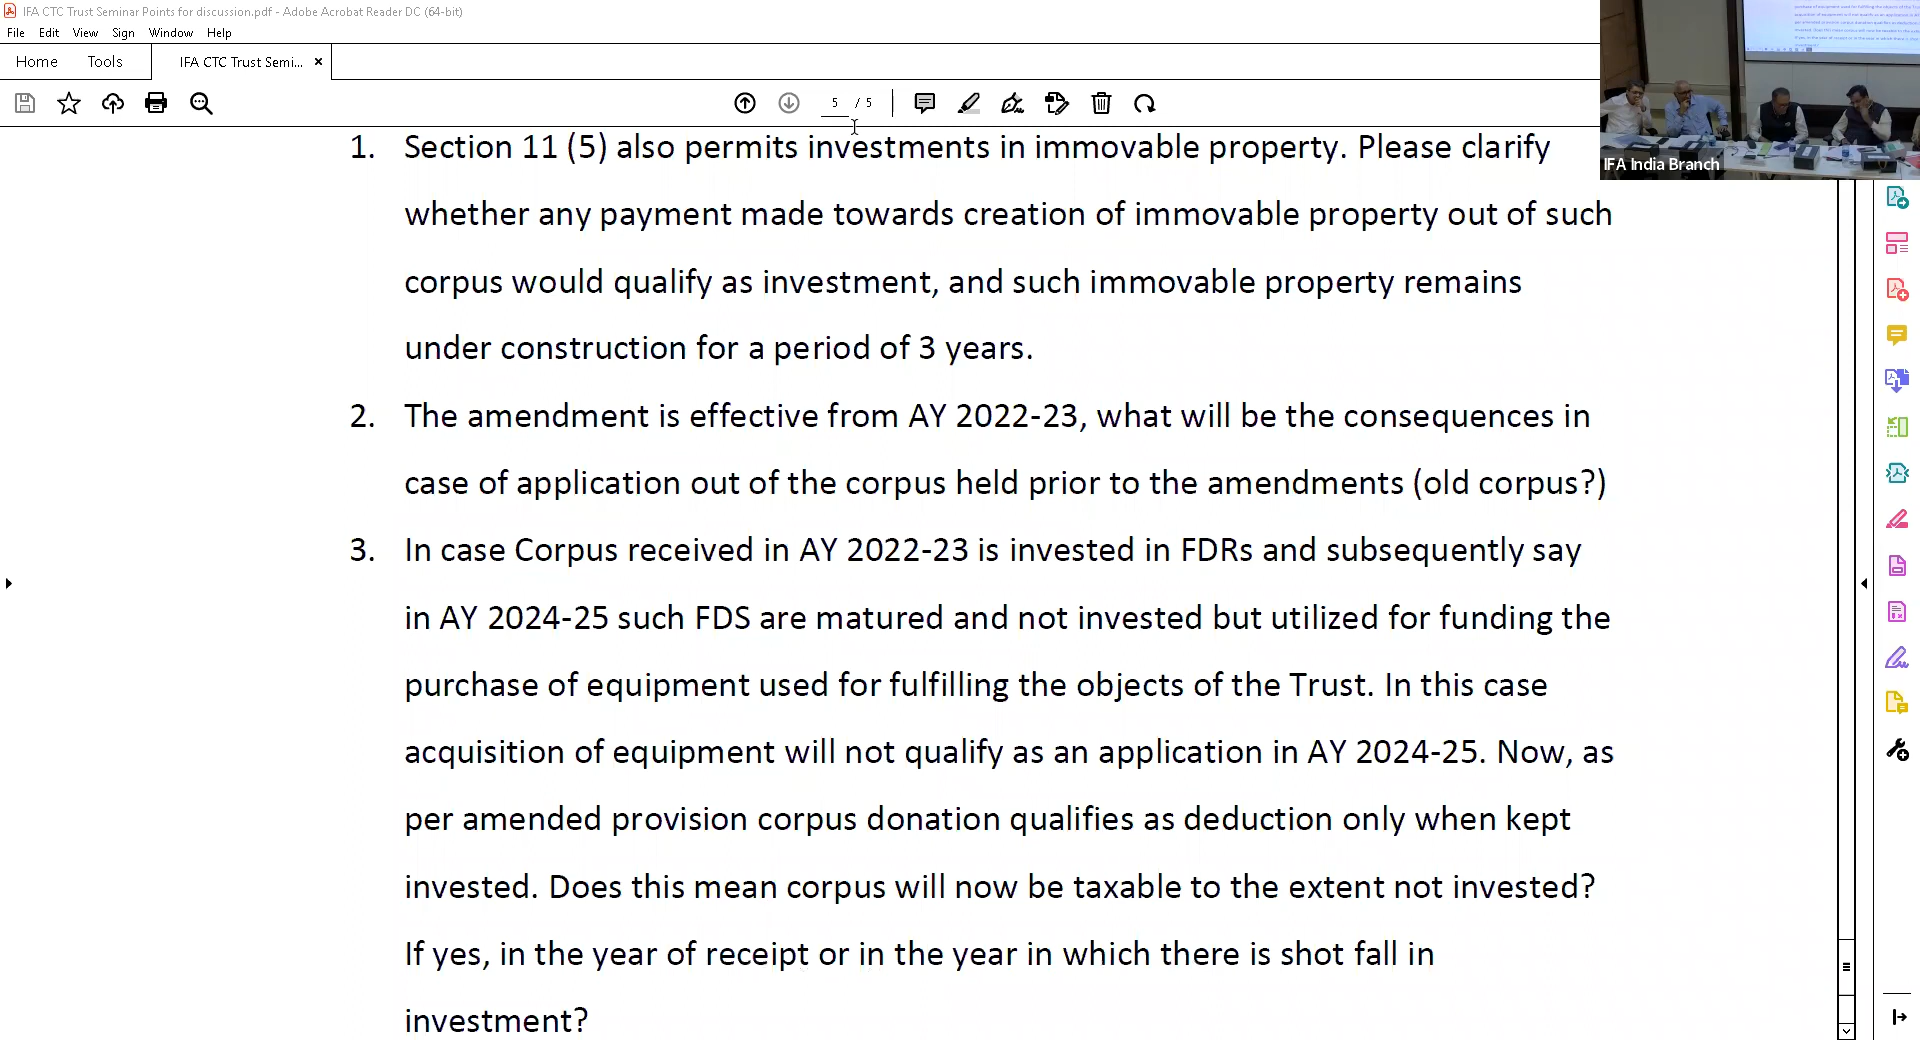 IFA CTC Trust Seminar Points for discussion.pdf - Adobe Acrobat Reader DC (64-bit)
File Edit View Sign Window Help
Home Tools IFA CTC Trust Semi... ×
5 / 5
IFA India Branch
1. Section 11 (5) also permits investments in immovable property. Please clarify
whether any payment made towards creation of immovable property out of such
corpus would qualify as investment, and such immovable property remains
under construction for a period of 3 years.
2. The amendment is effective from AY 2022-23, what will be the consequences in
case of application out of the corpus held prior to the amendments (old corpus?)
3. In case Corpus received in AY 2022-23 is invested in FDRs and subsequently say
in AY 2024-25 such FDS are matured and not invested but utilized for funding the
purchase of equipment used for fulfilling the objects of the Trust. In this case
acquisition of equipment will not qualify as an application in AY 2024-25. Now, as
per amended provision corpus donation qualifies as deduction only when kept
invested. Does this mean corpus will now be taxable to the extent not invested?
If yes, in the year of receipt or in the year in which there is shot fall in
investment?